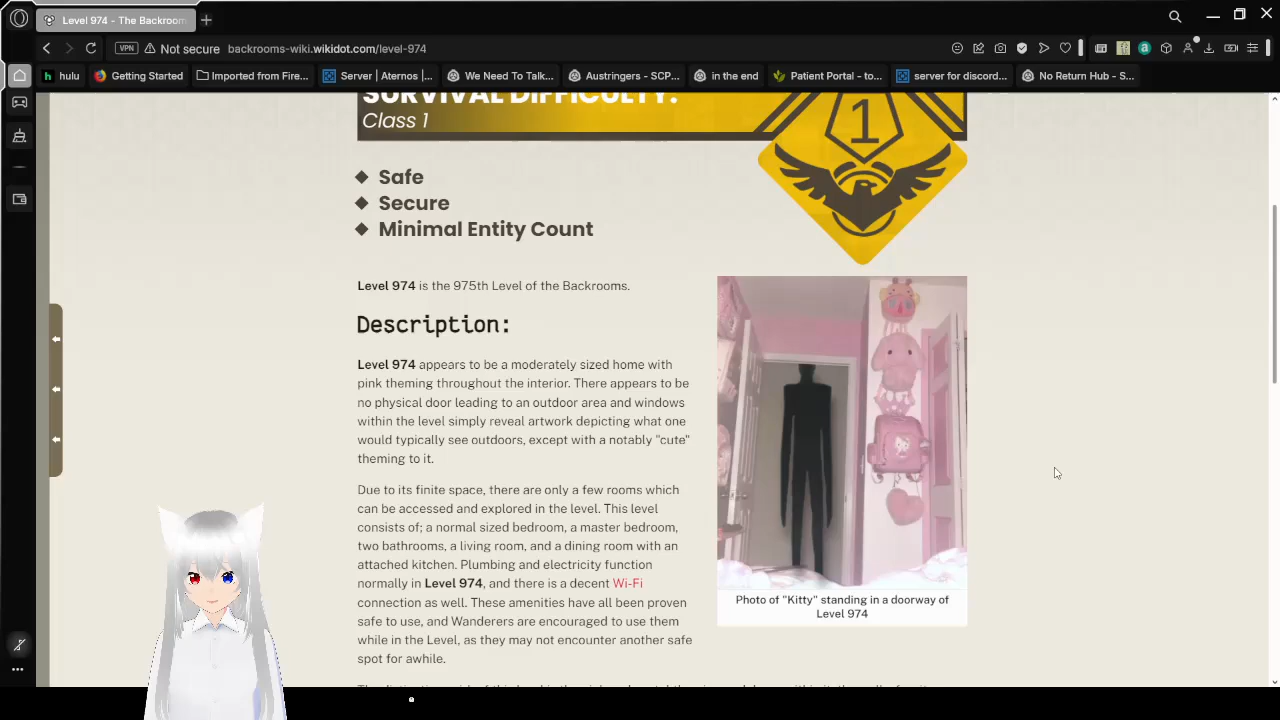 Level 974 - The Backroom
Not secure backrooms-wiki.wikidot.com/level-974
VPN
hulu
Getting Started
Imported from Fire...
Server | Aternos |...
We Need To Talk...
Austringers - SCP...
in the end
Patient Portal - to...
server for discord...
No Return Hub - S...
SURVIVAL DIFFICULTY:
Class 1
1
Safe
Secure
Minimal Entity Count
Level 974 is the 975th Level of the Backrooms.
Description:
Level 974 appears to be a moderately sized home with
pink theming throughout the interior. There appears to be
no physical door leading to an outdoor area and windows
within the level simply reveal artwork depicting what one
would typically see outdoors, except with a notably "cute"
theming to it.
Due to its finite space, there are only a few rooms which
can be accessed and explored in the level. This level
consists of; a normal sized bedroom, a master bedroom,
two bathrooms, a living room, and a dining room with an
attached kitchen. Plumbing and electricity function
normally in Level 974, and there is a decent Wi-Fi
connection as well. These amenities have all been proven
safe to use, and Wanderers are encouraged to use them
while in the Level, as they may not encounter another safe
spot for awhile.
Photo of "Kitty" standing in a doorway of
Level 974